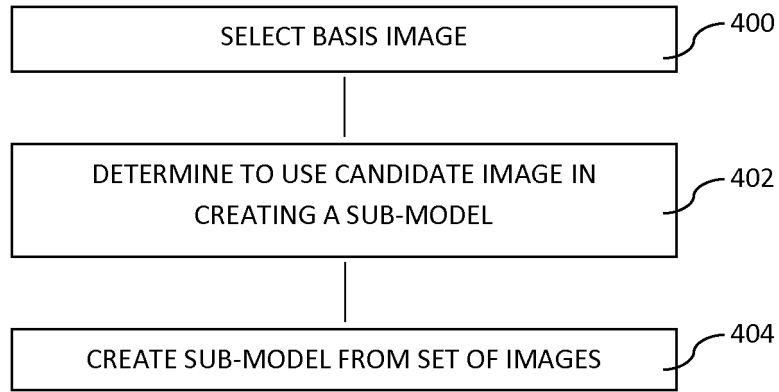 SELECT BASIS IMAGE
400
DETERMINE TO USE CANDIDATE IMAGE IN
CREATING A SUB-MODEL
402
CREATE SUB-MODEL FROM SET OF IMAGES
404